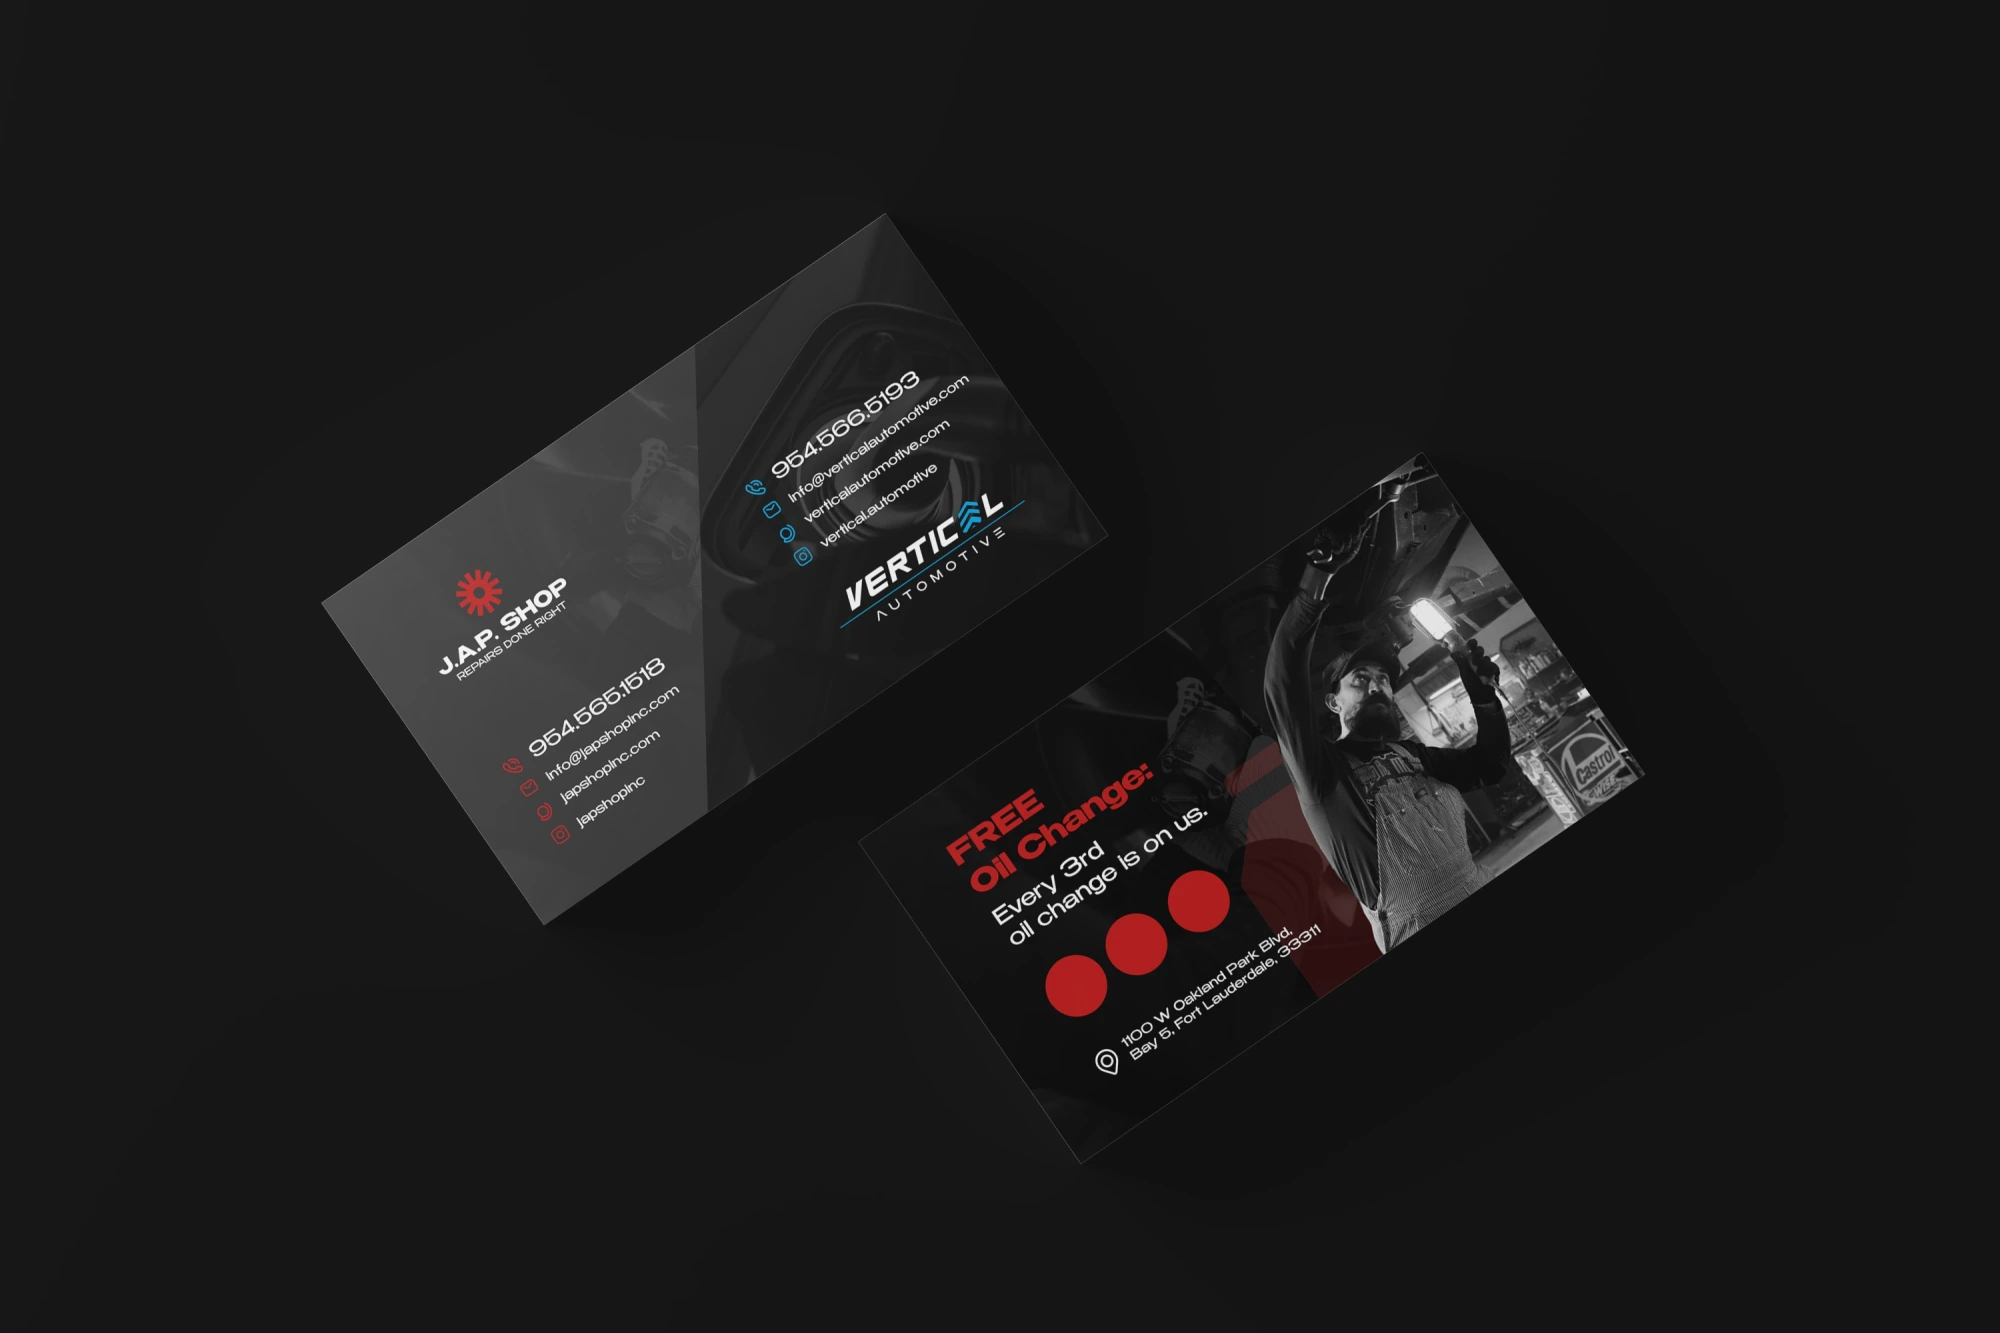 J.A.P. SHOP
REPAIRS DONE RIGHT
954.565.1518
info@japshopinc.com
japshopinc.com
japshopinc
954.566.5193
info@verticalautomotive.com
verticalautomotive.com
vertical.automotive
VERTICAL
AUTOMOTIVE
FREE
Oil Change:
Every 3rd
oil change is on us.
1100 W Oakland Park Blvd,
Bay 5, Fort Lauderdale, 33311
Castrol